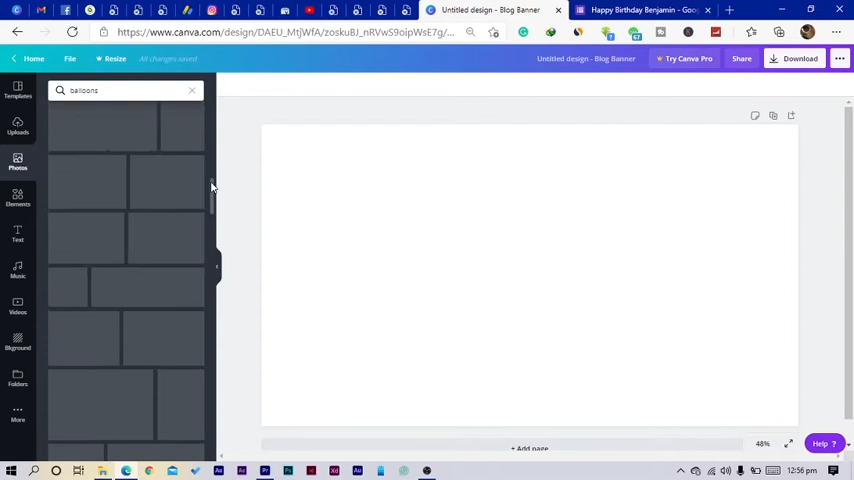 Untitled design - Blog Banner
Happy Birthday Benjamin - Goo
https://www.canva.com/design/DAEU_MtjWfA/zoskuBJ_nRVwS9oipWsE7g/...
Home
File
Resize
All changes saved
Untitled design - Blog Banner
Try Canva Pro
Share
Download
Templates
balloons
Uploads
Photos
Elements
Text
Music
Videos
Bkground
Folders
More
+ Add page
48%
Help ?
12:56 pm